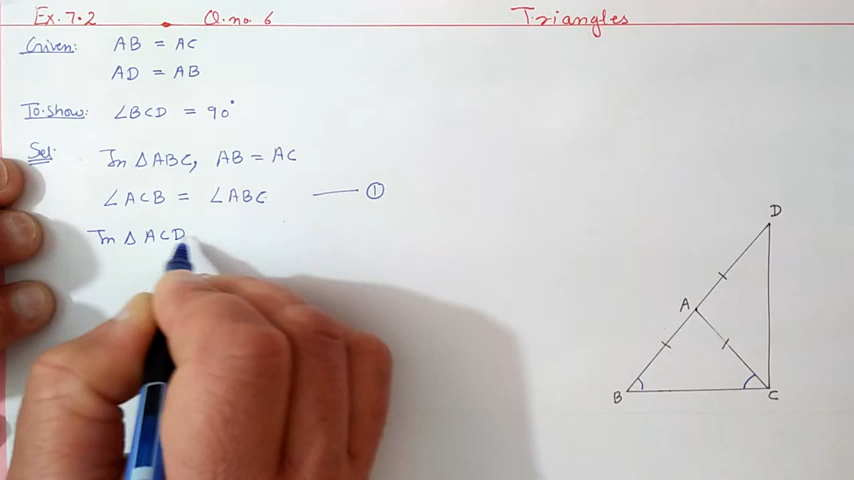 Ex. 7.2 Q. no. 6 Triangles
Given: AB = AC
AD = AB
To show: ∠BCD = 90°
Sol: In ΔABC, AB = AC
∠ACB = ∠ABC —— ①
In Δ ACD
D
A
B
C